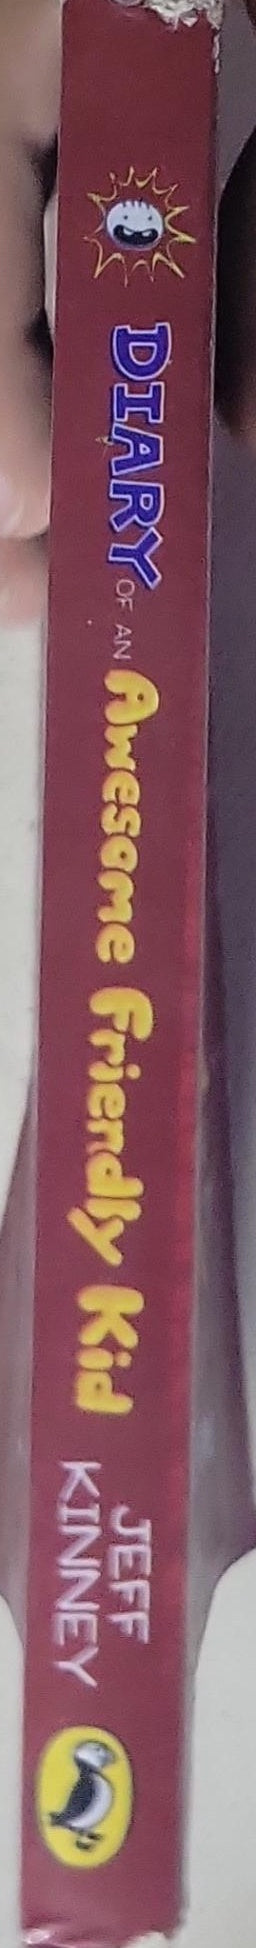 DIARY OF AN Awesome Friendly Kid
JEFF
KINNEY